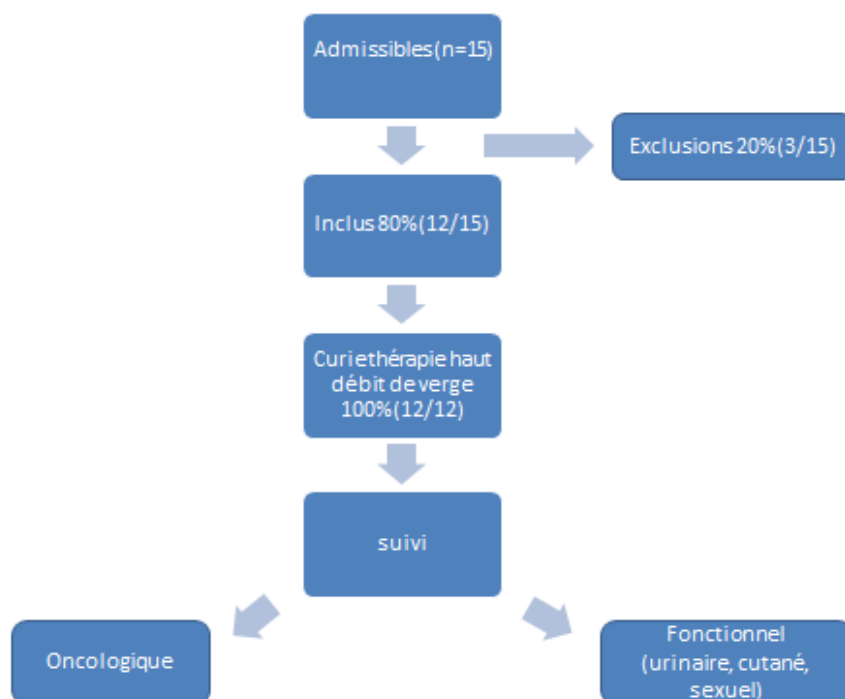 Admissibles (n=15)
Exclusions 20% (3/15)
Inclus 80% (12/15)
Curiethérapie haut
débit de verge
100% (12/12)
suivi
Oncologique
Fonctionnel
(urinaire, cutané,
sexuel)